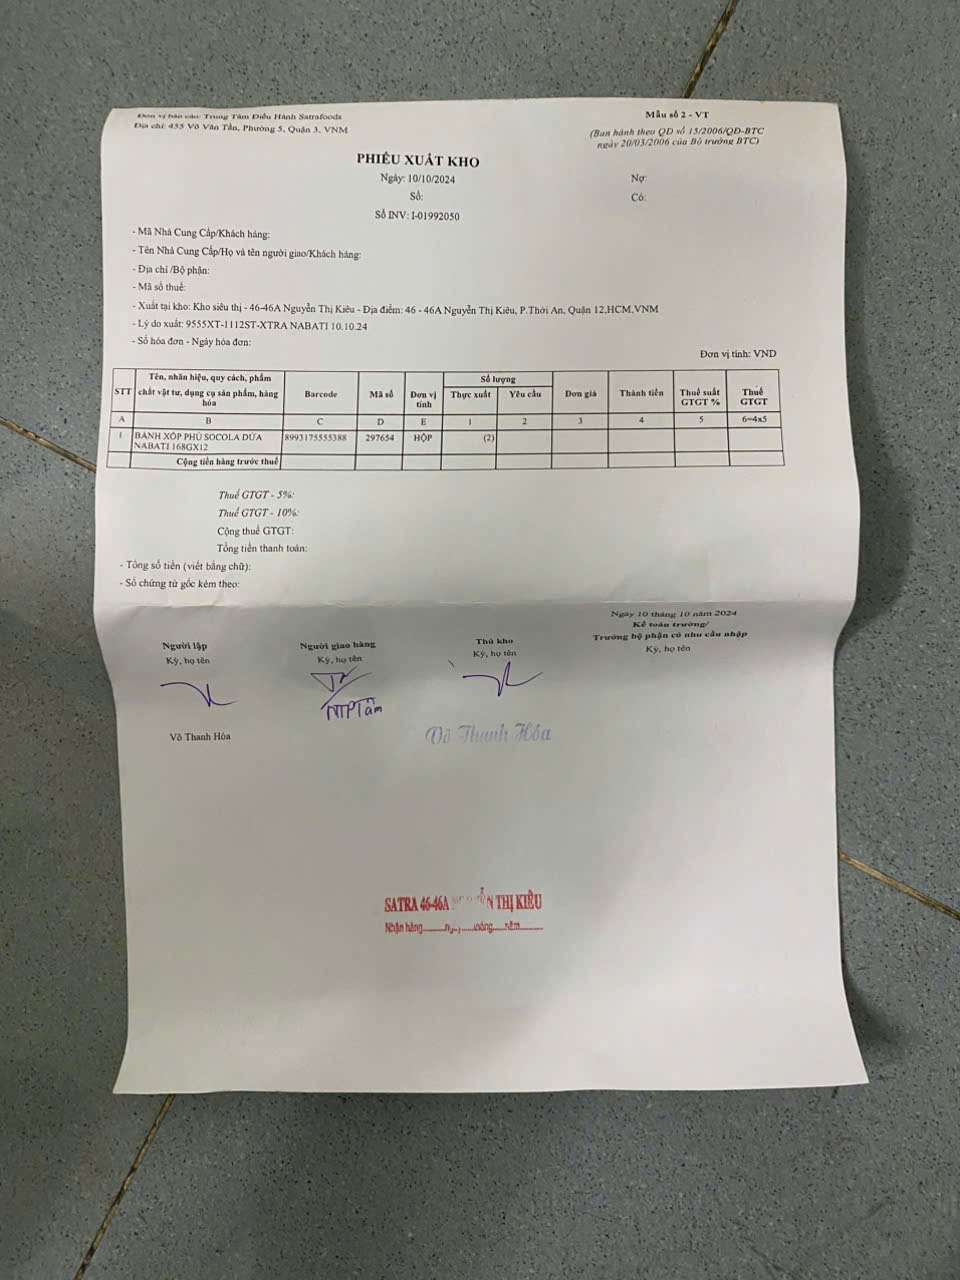 Đơn vị báo cáo: Trung Tâm Điều Hành Satrafoods
Địa chỉ: 455 Võ Văn Tần, Phường 5, Quận 3, VNM
Mẫu số 2 - VT
(Ban hành theo QD số 15/2006/QĐ-BTC
ngày 20/03/2006 của Bộ trưởng BTC)
PHIẾU XUẤT KHO
Ngày: 10/10/2024
Số:
Số INV: I-01992050
Nợ:
Có:
- Mã Nhà Cung Cấp/Khách hàng:
- Tên Nhà Cung Cấp/Họ và tên người giao/Khách hàng:
- Địa chỉ /Bộ phận:
- Mã số thuế:
- Xuất tại kho: Kho siêu thị - 46-46A Nguyễn Thị Kiêu - Địa điểm: 46 - 46A Nguyễn Thị Kiêu, P.Thới An, Quận 12,HCM,VNM
- Lý do xuất: 9555XT-1112ST-XTRA NABATI 10.10.24
- Số hóa đơn - Ngày hóa đơn:
Đơn vị tính: VND
STT Tên, nhãn hiệu, quy cách, phẩm chất vật tư, dụng cụ sản phẩm, hàng hóa Barcode Mã số Đơn vị tính Số lượng Thực xuất Yêu cầu Đơn giá Thành tiền Thuế suất GTGT % Thuế GTGT
A B C D E 1 2 3 4 5 6=4x5
1 BÁNH XỐP PHỦ SOCOLA DỪA NABATI 168GX12 8993175555388 297654 HỘP (2)
Cộng tiền hàng trước thuế
Thuế GTGT - 5%:
Thuế GTGT - 10%:
Cộng thuế GTGT:
Tổng tiền thanh toán:
- Tổng số tiền (viết bằng chữ):
- Số chứng từ gốc kèm theo:
Ngày 10 tháng 10 năm 2024
Người lập
Ký, họ tên
Người giao hàng
Ký, họ tên
Thủ kho
Ký, họ tên
Kế toán trưởng/
Trưởng bộ phận có nhu cầu nhập
Ký, họ tên
NTPTâm
Võ Thanh Hóa
Võ Thanh Hóa
SATRA 46-46A NGUYỄN THỊ KIÊU
Nhận hàng.........ngày......tháng......năm.........